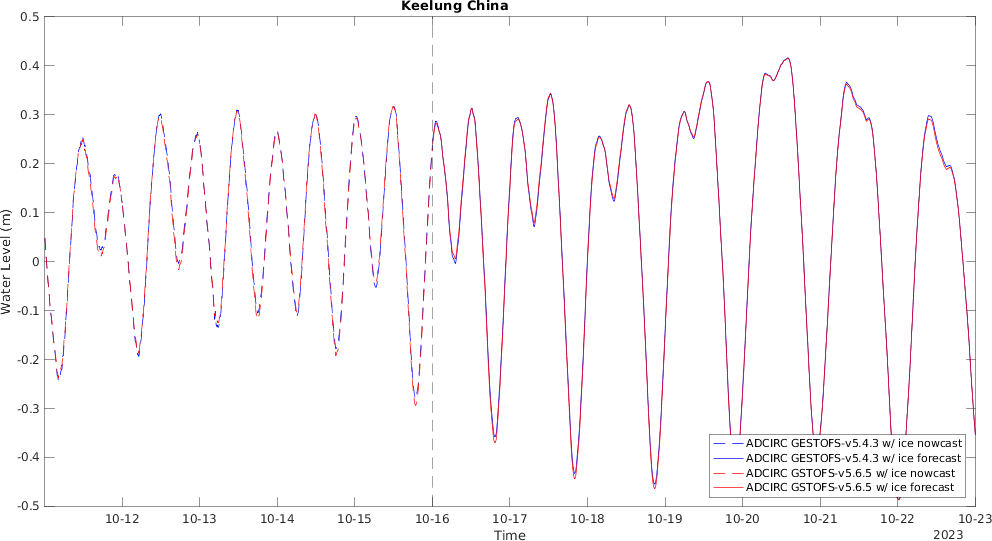 Keelung China
0.5
0.4
0.3
0.2
0.1
0
-0.1
-0.2
-0.3
-0.4
-0.5
Water Level (m)
ADCIRC GESTOFS-v5.4.3 w/ ice nowcast
ADCIRC GESTOFS-v5.4.3 w/ ice forecast
ADCIRC GSTOFS-v5.6.5 w/ ice nowcast
ADCIRC GSTOFS-v5.6.5 w/ ice forecast
10-12 10-13 10-14 10-15 10-16 10-17 10-18 10-19 10-20 10-21 10-22 10-23
Time
2023